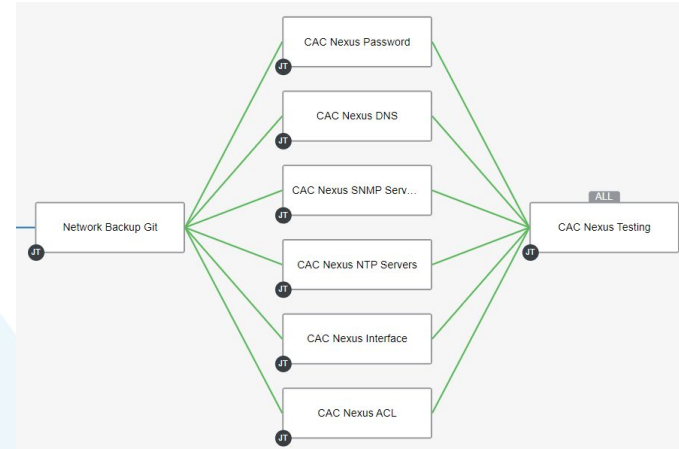 CAC Nexus Password
JT
CAC Nexus DNS
JT
CAC Nexus SNMP Serv...
JT
ALL
Network Backup Git
JT
CAC Nexus Testing
JT
CAC Nexus NTP Servers
JT
CAC Nexus Interface
JT
CAC Nexus ACL
JT